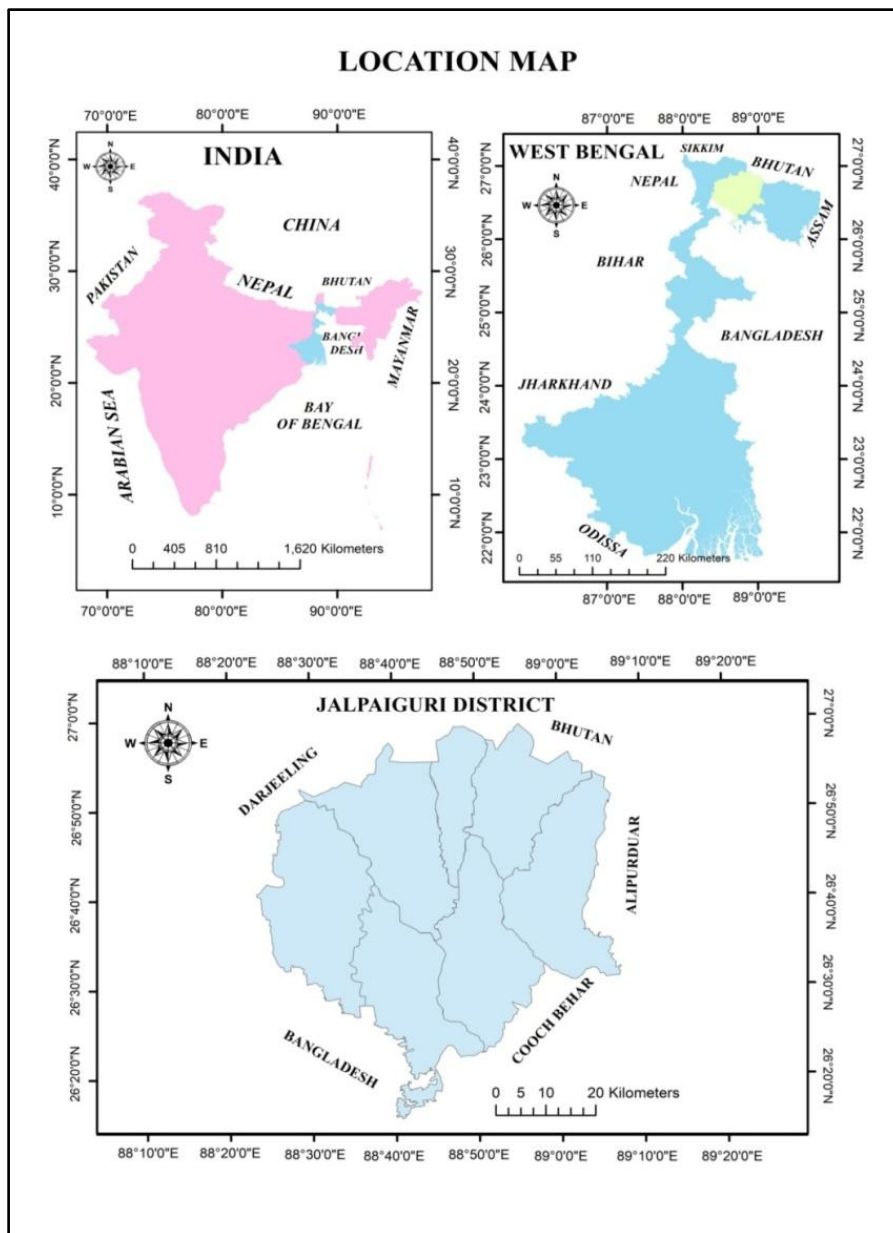 LOCATION MAP
70°0'0"E 80°0'0"E 90°0'0"E
INDIA
N
W E
S
40°0'0"N
30°0'0"N
20°0'0"N
10°0'0"N
CHINA
PAKISTAN
NEPAL
BHUTAN
BANGL
DESH
MAYANMAR
ARABIAN SEA
BAY
OF BENGAL
0 405 810 1,620 Kilometers
40°0'0"N
30°0'0"N
20°0'0"N
10°0'0"N
70°0'0"E 80°0'0"E 90°0'0"E
87°0'0"E 88°0'0"E 89°0'0"E
WEST BENGAL
SIKKIM
BHUTAN
NEPAL
N
W E
S
ASSAM
BIHAR
BANGLADESH
JHARKHAND
ODISSA
27°0'0"N
26°0'0"N
25°0'0"N
24°0'0"N
23°0'0"N
22°0'0"N
0 55 110 220 Kilometers
27°0'0"N
26°0'0"N
25°0'0"N
24°0'0"N
23°0'0"N
22°0'0"N
87°0'0"E 88°0'0"E 89°0'0"E
88°10'0"E 88°20'0"E 88°30'0"E 88°40'0"E 88°50'0"E 89°0'0"E 89°10'0"E 89°20'0"E
JALPAIGURI DISTRICT
N
W E
S
BHUTAN
DARJEELING
ALIPURDUAR
COOCH BEHAR
BANGLADESH
27°0'0"N
26°50'0"N
26°40'0"N
26°30'0"N
26°20'0"N
0 5 10 20 Kilometers
27°0'0"N
26°50'0"N
26°40'0"N
26°30'0"N
26°20'0"N
88°10'0"E 88°20'0"E 88°30'0"E 88°40'0"E 88°50'0"E 89°0'0"E 89°10'0"E 89°20'0"E